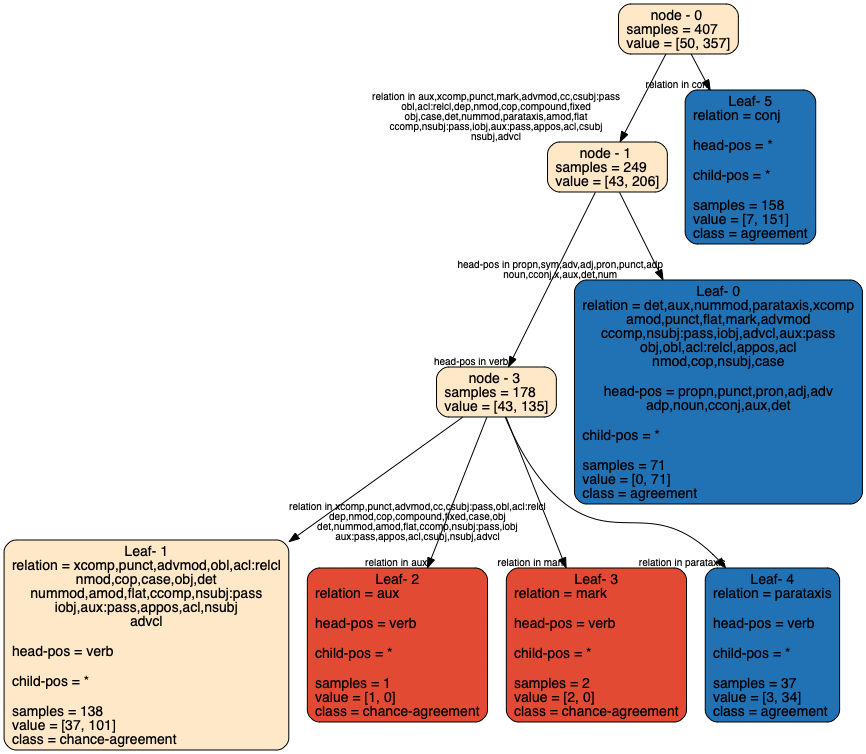 node - 0
samples = 407
value = [50, 357]
relation in aux,xcomp,punct,mark,advmod,cc,csubj:pass
obl,acl:relcl,dep,nmod,cop,compound,fixed
obj,case,det,nummod,parataxis,amod,flat
ccomp,nsubj:pass,iobj,aux:pass,appos,acl,csubj
nsubj,advcl
relation in conj
Leaf- 5
relation = conj
head-pos = *
child-pos = *
samples = 158
value = [7, 151]
class = agreement
node - 1
samples = 249
value = [43, 206]
head-pos in propn,sym,adv,adj,pron,punct,adp
noun,cconj,x,aux,det,num
Leaf- 0
relation = det,aux,nummod,parataxis,xcomp
amod,punct,flat,mark,advmod
ccomp,nsubj:pass,iobj,advcl,aux:pass
obj,obl,acl:relcl,appos,acl
nmod,cop,nsubj,case
head-pos = propn,punct,pron,adj,adv
adp,noun,cconj,aux,det
child-pos = *
samples = 71
value = [0, 71]
class = agreement
head-pos in verb
node - 3
samples = 178
value = [43, 135]
relation in xcomp,punct,advmod,cc,csubj:pass,obl,acl:relcl
dep,nmod,cop,compound,fixed,case,obj
det,nummod,amod,flat,ccomp,nsubj:pass,iobj
aux:pass,appos,acl,csubj,nsubj,advcl
relation in aux
relation in mark
relation in parataxis
Leaf- 1
relation = xcomp,punct,advmod,obl,acl:relcl
nmod,cop,case,obj,det
nummod,amod,flat,ccomp,nsubj:pass
iobj,aux:pass,appos,acl,nsubj
advcl
head-pos = verb
child-pos = *
samples = 138
value = [37, 101]
class = chance-agreement
Leaf- 2
relation = aux
head-pos = verb
child-pos = *
samples = 1
value = [1, 0]
class = chance-agreement
Leaf- 3
relation = mark
head-pos = verb
child-pos = *
samples = 2
value = [2, 0]
class = chance-agreement
Leaf- 4
relation = parataxis
head-pos = verb
child-pos = *
samples = 37
value = [3, 34]
class = agreement